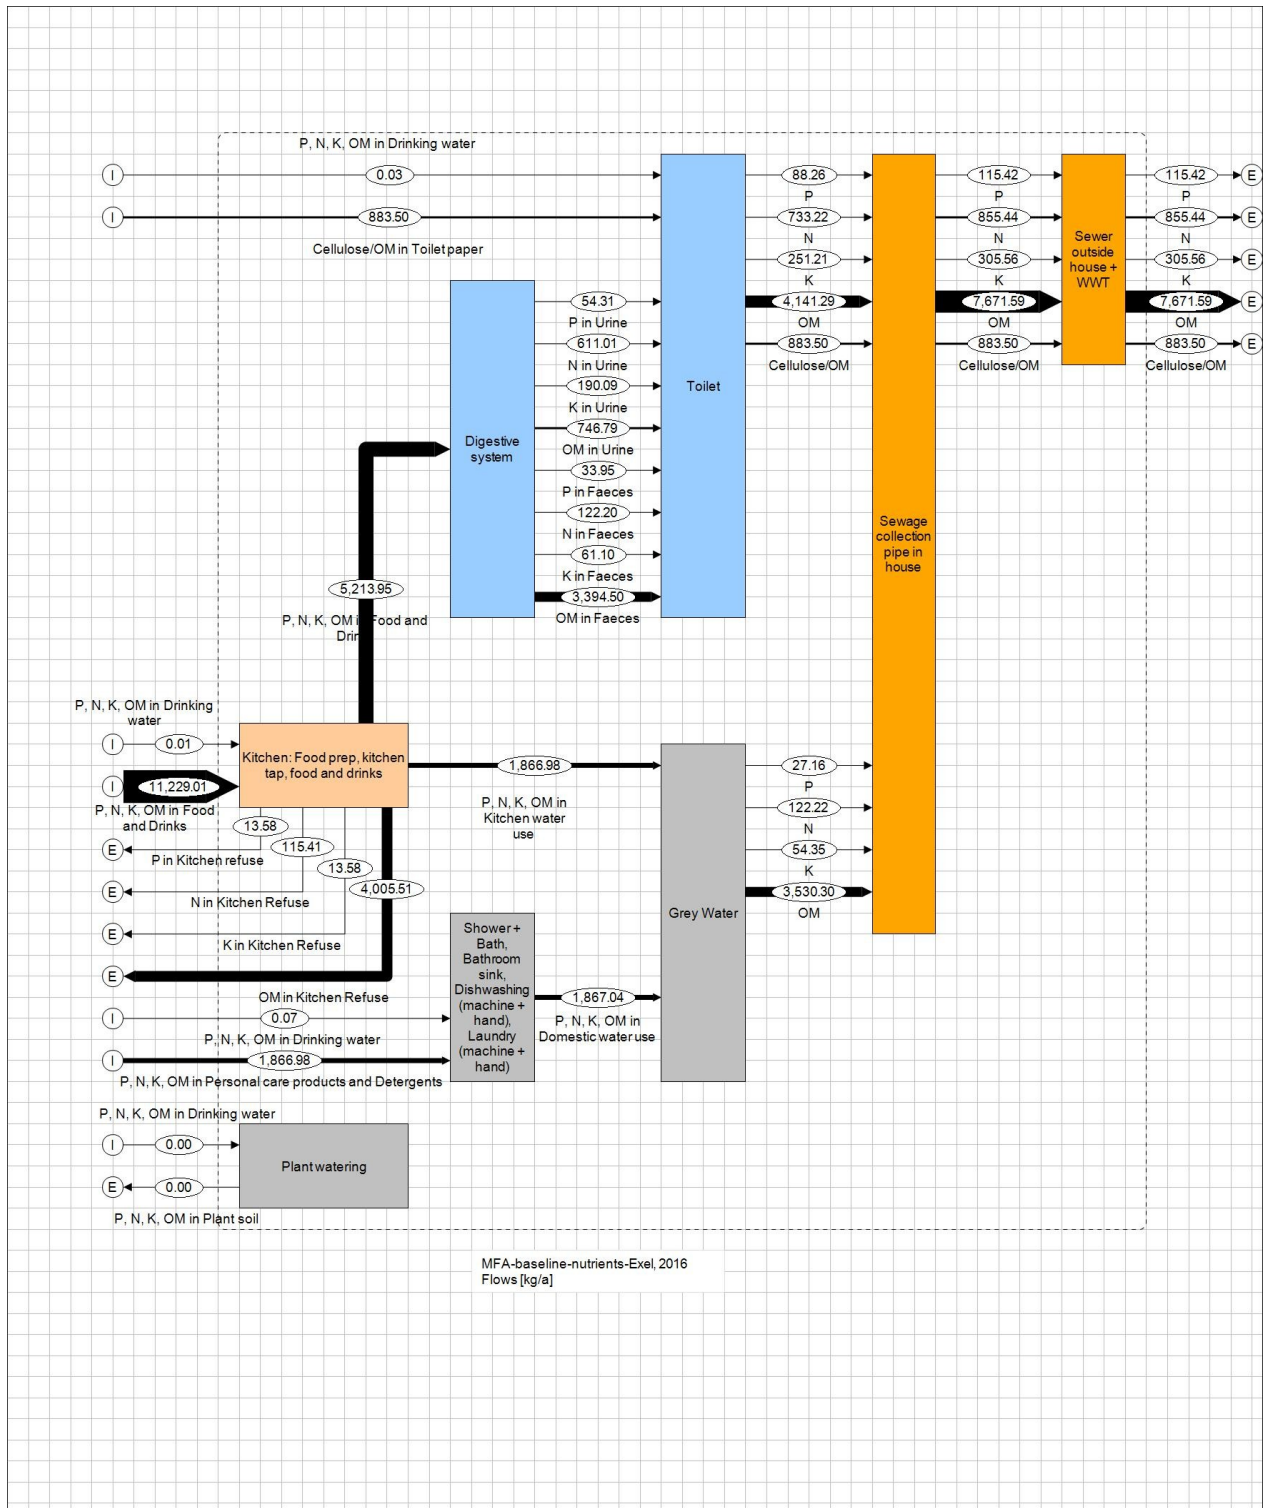 P, N, K, OM in Drinking water
I
0.03
88.26
115.42
115.42
E
P
P
P
I
883.50
733.22
855.44
855.44
E
Cellulose/OM in Toilet paper
N
N
N
251.21
305.56
305.56
E
K
K
K
4,141.29
7,671.59
7,671.59
E
OM
OM
OM
883.50
883.50
883.50
E
Cellulose/OM
Cellulose/OM
Cellulose/OM
Sewer
outside
house +
WWT
54.31
P in Urine
611.01
N in Urine
190.09
K in Urine
746.79
OM in Urine
33.95
P in Faeces
122.20
N in Faeces
61.10
K in Faeces
3,394.50
OM in Faeces
Toilet
Digestive
system
Sewage
collection
pipe in
house
5,213.95
P, N, K, OM in Food and
P, N, K, OM in Drinking
water
I
0.01
Kitchen: Food prep, kitchen
tap, food and drinks
I
11,229.01
P, N, K, OM in Food
and Drinks
1,866.98
P, N, K, OM in
Kitchen water
use
27.16
P
122.22
N
54.35
K
3,530.30
OM
Grey Water
13.58
E
P in Kitchen refuse
115.41
E
N in Kitchen Refuse
13.58
E
K in Kitchen Refuse
4,005.51
E
OM in Kitchen Refuse
Shower +
Bath,
Bathroom
sink,
Dishwashing
(machine +
hand),
Laundry
(machine +
hand)
1,867.04
P, N, K, OM in
Domestic water use
I
0.07
P, N, K, OM in Drinking water
I
1,866.98
P, N, K, OM in Personal care products and Detergents
P, N, K, OM in Drinking water
I
0.00
Plant watering
E
0.00
P, N, K, OM in Plant soil
MFA-baseline-nutrients-Exel, 2016
Flows [kg/a]